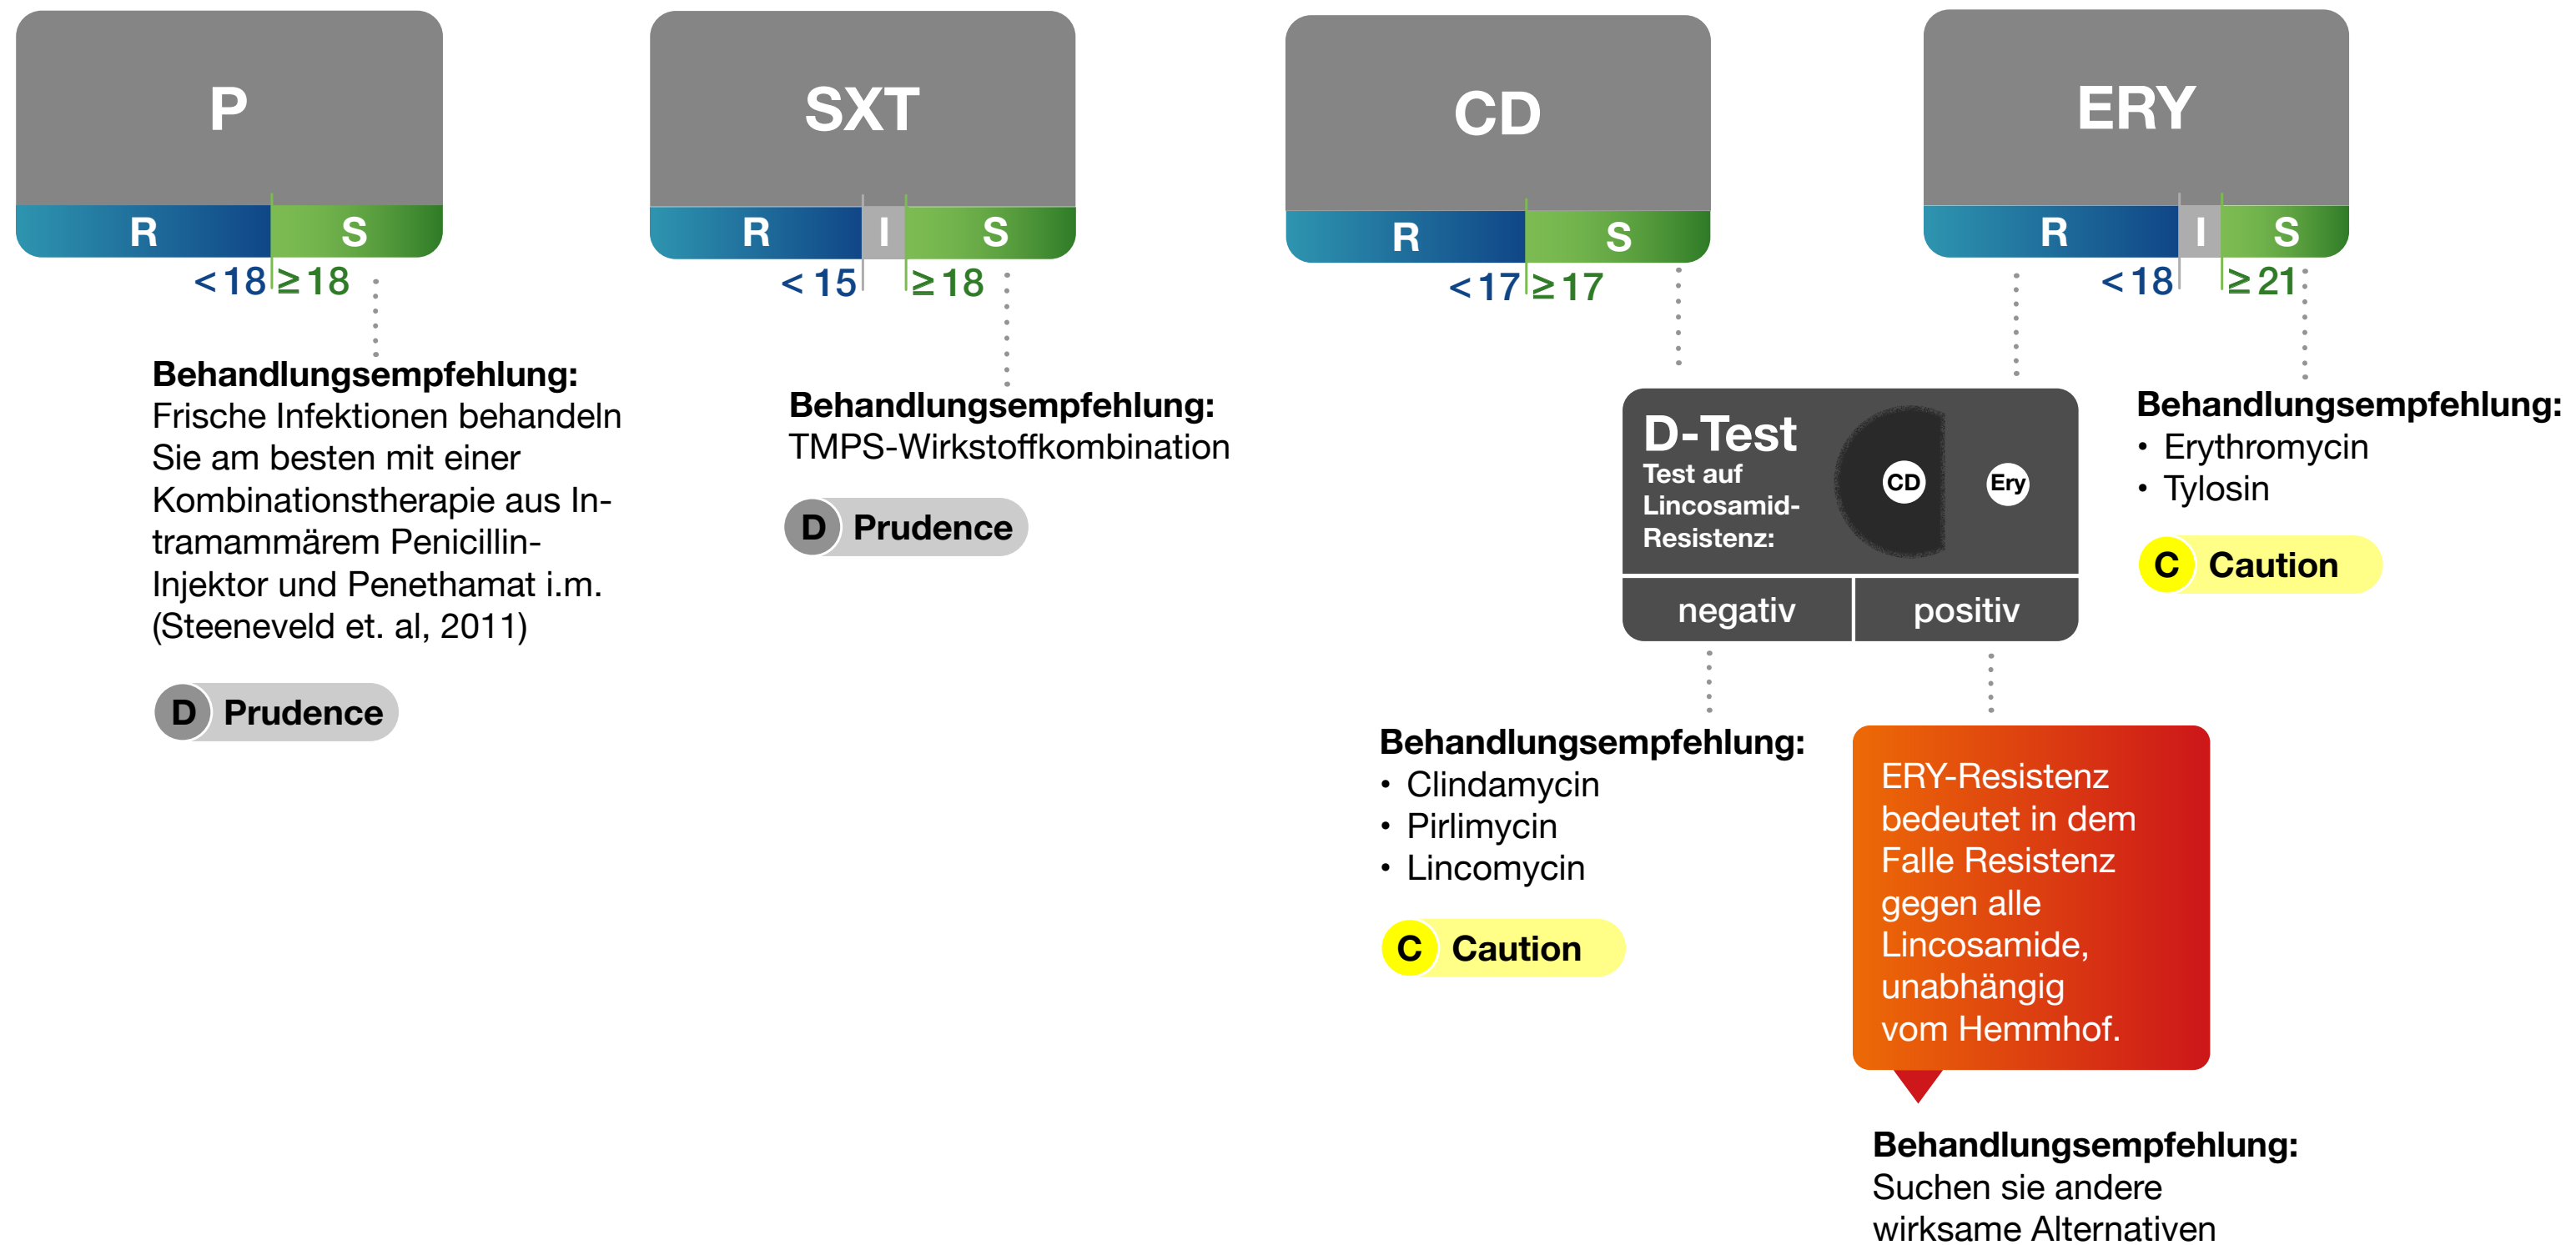 P
R
S
<18
≥18
Behandlungsempfehlung:
Frische Infektionen behandeln
Sie am besten mit einer
Kombinationstherapie aus In-
tramammärem Penicillin-
Injektor und Penethamat i.m.
(Steeneveld et. al, 2011)
D Prudence
SXT
R
I
S
< 15
≥18
Behandlungsempfehlung:
TMPS-Wirkstoffkombination
D Prudence
CD
R
S
<17
≥17
ERY
R
I
S
<18
≥21
D-Test
Test auf
Lincosamid-
Resistenz:
CD
Ery
negativ
positiv
Behandlungsempfehlung:
• Erythromycin
• Tylosin
C Caution
Behandlungsempfehlung:
• Clindamycin
• Pirlimycin
• Lincomycin
C Caution
ERY-Resistenz
bedeutet in dem
Falle Resistenz
gegen alle
Lincosamide,
unabhängig
vom Hemmhof.
Behandlungsempfehlung:
Suchen sie andere
wirksame Alternativen